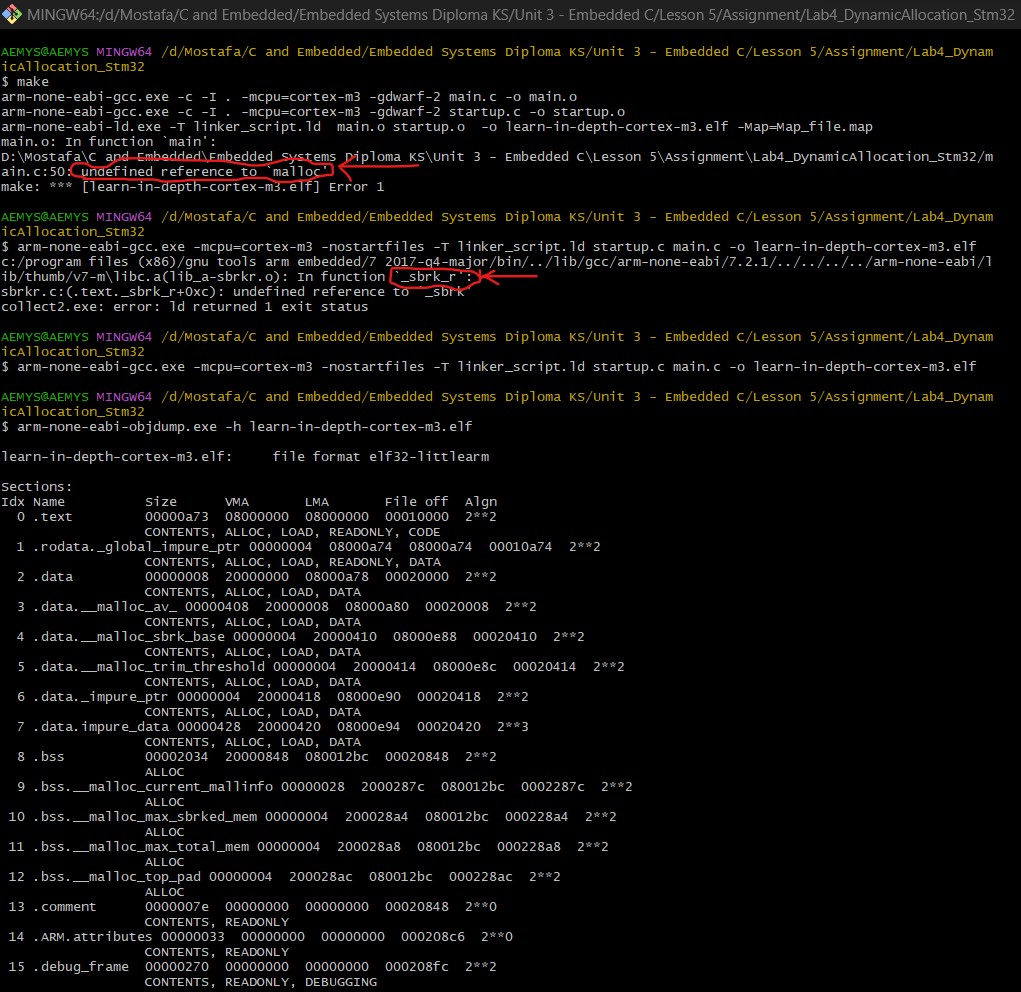 MINGW64:/d/Mostafa/C and Embedded/Embedded Systems Diploma KS/Unit 3 - Embedded C/Lesson 5/Assignment/Lab4_DynamicAllocation_Stm32
AEMYS@AEMYS MINGW64 /d/Mostafa/C and Embedded/Embedded Systems Diploma KS/Unit 3 - Embedded C/Lesson 5/Assignment/Lab4_Dynam
icAllocation_Stm32
$ make
arm-none-eabi-gcc.exe -c -I . -mcpu=cortex-m3 -gdwarf-2 main.c -o main.o
arm-none-eabi-gcc.exe -c -I . -mcpu=cortex-m3 -gdwarf-2 startup.c -o startup.o
arm-none-eabi-ld.exe -T linker_script.ld  main.o startup.o  -o learn-in-depth-cortex-m3.elf -Map=Map_file.map
main.o: In function `main':
D:\Mostafa\C and Embedded\Embedded Systems Diploma KS\Unit 3 - Embedded C\Lesson 5\Assignment\Lab4_DynamicAllocation_Stm32/m
ain.c:50: undefined reference to `malloc'
make: *** [learn-in-depth-cortex-m3.elf] Error 1
AEMYS@AEMYS MINGW64 /d/Mostafa/C and Embedded/Embedded Systems Diploma KS/Unit 3 - Embedded C/Lesson 5/Assignment/Lab4_Dynam
icAllocation_Stm32
$ arm-none-eabi-gcc.exe -mcpu=cortex-m3 -nostartfiles -T linker_script.ld startup.c main.c -o learn-in-depth-cortex-m3.elf
c:/program files (x86)/gnu tools arm embedded/7 2017-q4-major/bin/../lib/gcc/arm-none-eabi/7.2.1/../../../../arm-none-eabi/l
ib/thumb/v7-m\libc.a(lib_a-sbrkr.o): In function `_sbrk_r':
sbrkr.c:(.text._sbrk_r+0xc): undefined reference to `_sbrk'
collect2.exe: error: ld returned 1 exit status
AEMYS@AEMYS MINGW64 /d/Mostafa/C and Embedded/Embedded Systems Diploma KS/Unit 3 - Embedded C/Lesson 5/Assignment/Lab4_Dynam
icAllocation_Stm32
$ arm-none-eabi-gcc.exe -mcpu=cortex-m3 -nostartfiles -T linker_script.ld startup.c main.c -o learn-in-depth-cortex-m3.elf
AEMYS@AEMYS MINGW64 /d/Mostafa/C and Embedded/Embedded Systems Diploma KS/Unit 3 - Embedded C/Lesson 5/Assignment/Lab4_Dynam
icAllocation_Stm32
$ arm-none-eabi-objdump.exe -h learn-in-depth-cortex-m3.elf
learn-in-depth-cortex-m3.elf:     file format elf32-littlearm
Sections:
Idx Name          Size      VMA       LMA       File off  Algn
  0 .text         00000a73  08000000  08000000  00010000  2**2
                  CONTENTS, ALLOC, LOAD, READONLY, CODE
  1 .rodata._global_impure_ptr 00000004  08000a74  08000a74  00010a74  2**2
                  CONTENTS, ALLOC, LOAD, READONLY, DATA
  2 .data         00000008  20000000  08000a78  00020000  2**2
                  CONTENTS, ALLOC, LOAD, DATA
  3 .data.__malloc_av_ 00000408  20000008  08000a80  00020008  2**2
                  CONTENTS, ALLOC, LOAD, DATA
  4 .data.__malloc_sbrk_base 00000004  20000410  08000e88  00020410  2**2
                  CONTENTS, ALLOC, LOAD, DATA
  5 .data.__malloc_trim_threshold 00000004  20000414  08000e8c  00020414  2**2
                  CONTENTS, ALLOC, LOAD, DATA
  6 .data._impure_ptr 00000004  20000418  08000e90  00020418  2**2
                  CONTENTS, ALLOC, LOAD, DATA
  7 .data.impure_data 00000428  20000420  08000e94  00020420  2**3
                  CONTENTS, ALLOC, LOAD, DATA
  8 .bss          00002034  20000848  080012bc  00020848  2**2
                  ALLOC
  9 .bss.__malloc_current_mallinfo 00000028  2000287c  080012bc  0002287c  2**2
                  ALLOC
 10 .bss.__malloc_max_sbrked_mem 00000004  200028a4  080012bc  000228a4  2**2
                  ALLOC
 11 .bss.__malloc_max_total_mem 00000004  200028a8  080012bc  000228a8  2**2
                  ALLOC
 12 .bss.__malloc_top_pad 00000004  200028ac  080012bc  000228ac  2**2
                  ALLOC
 13 .comment      0000007e  00000000  00000000  00020848  2**0
                  CONTENTS, READONLY
 14 .ARM.attributes 00000033  00000000  00000000  000208c6  2**0
                  CONTENTS, READONLY
 15 .debug_frame  00000270  00000000  00000000  000208fc  2**2
                  CONTENTS, READONLY, DEBUGGING